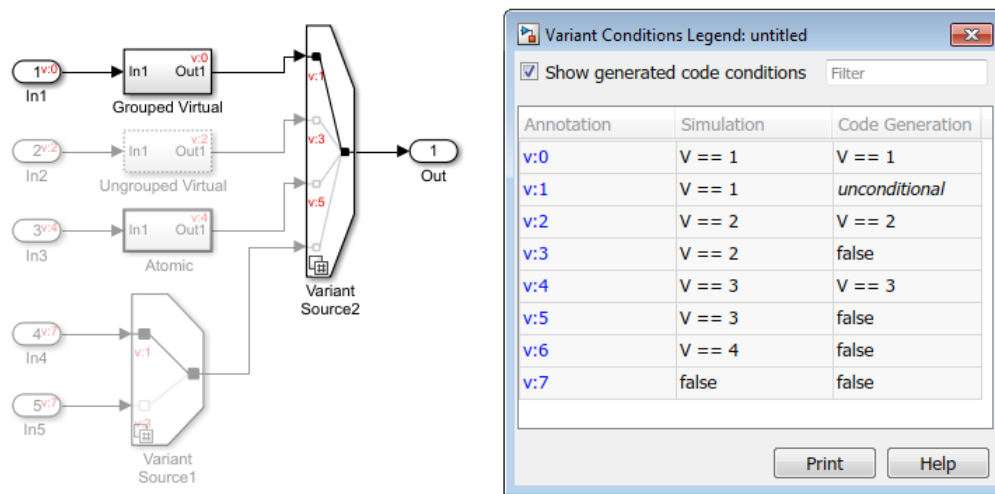 1
v:0
In1
In1
v:0
Out1
Grouped Virtual
2
v:2
In2
In1
v:2
Out1
Ungrouped Virtual
3
v:4
In3
In1
v:4
Out1
Atomic
4
v:7
In4
5
v:7
In5
v:1
v:3
Variant
Source1
v:1
v:3
v:5
Variant
Source2
1
Out
Variant Conditions Legend: untitled
Show generated code conditions
Filter
Annotation Simulation Code Generation
v:0 V == 1 V == 1
v:1 V == 1 unconditional
v:2 V == 2 V == 2
v:3 V == 2 false
v:4 V == 3 V == 3
v:5 V == 3 false
v:6 V == 4 false
v:7 false false
Print Help